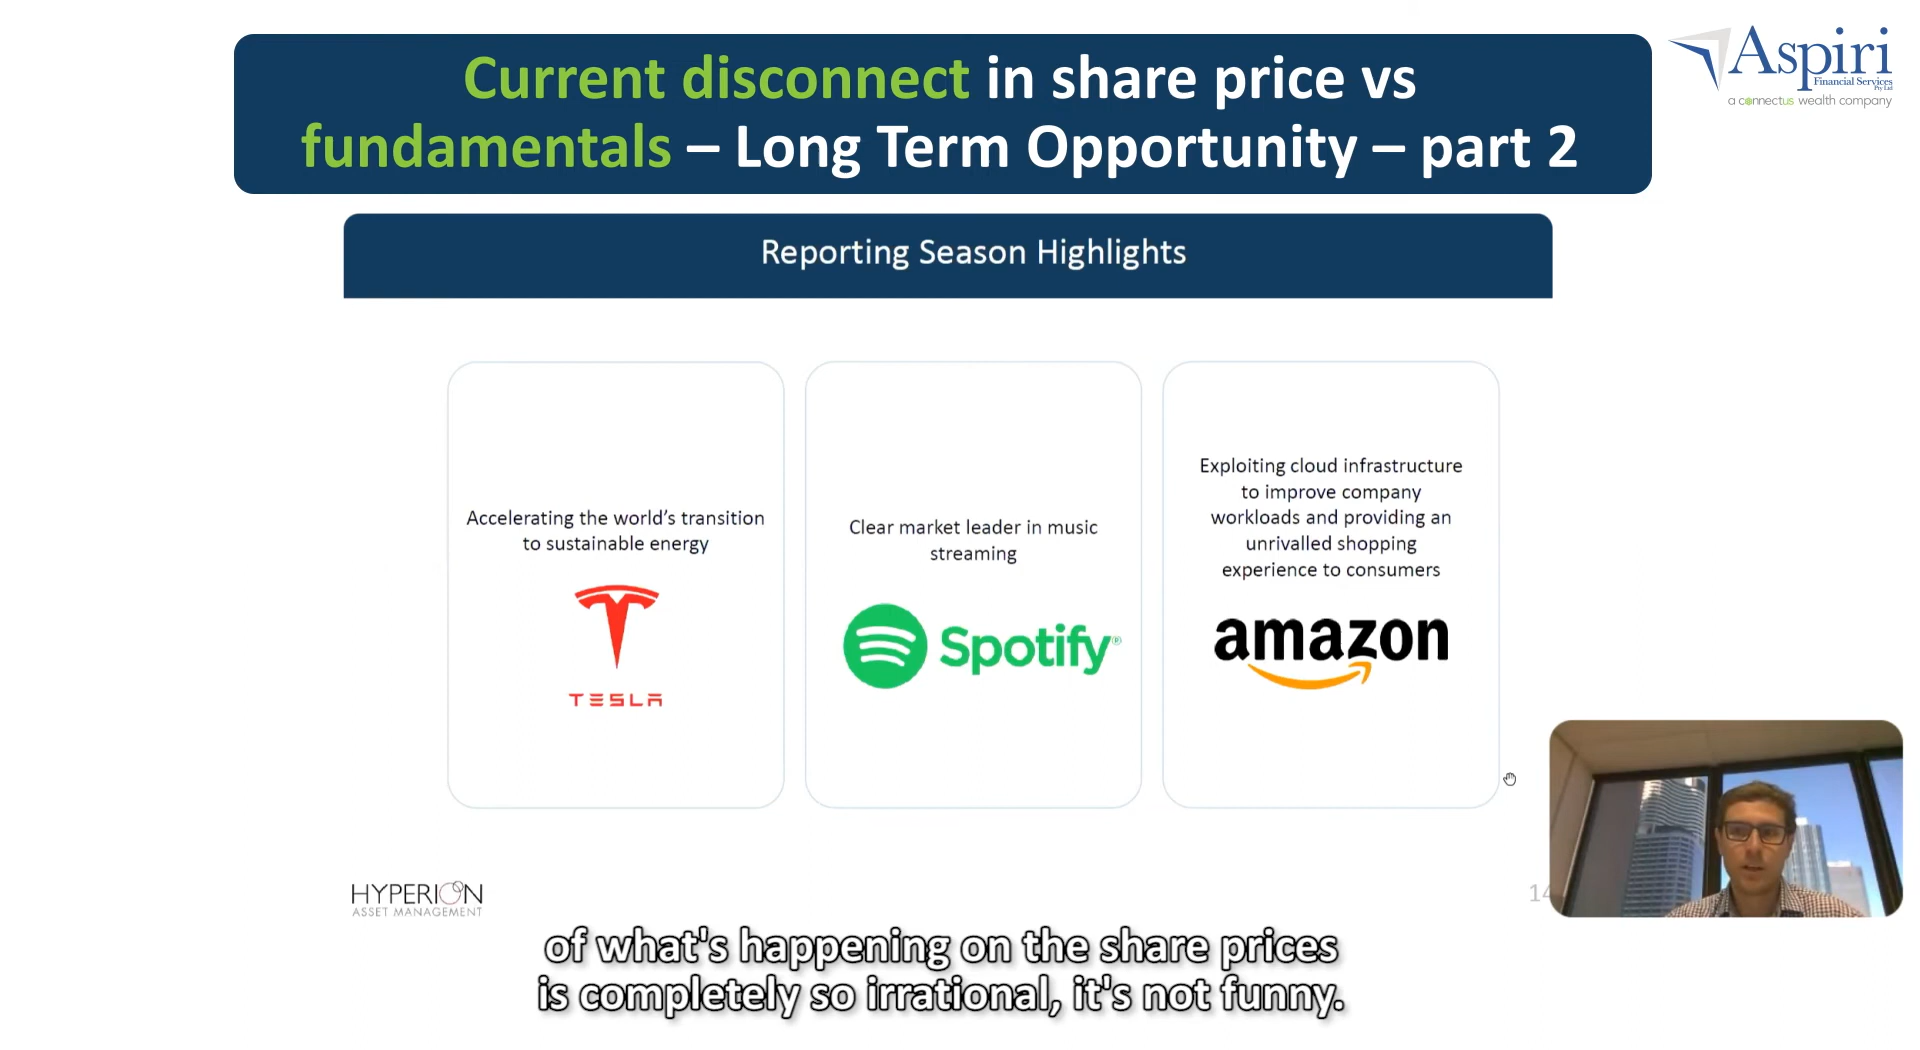 Current disconnect in share price vs
fundamentals – Long Term Opportunity – part 2
Aspiri
Financial Services
Pty Ltd
a connectus wealth company
Reporting Season Highlights
Accelerating the world's transition
to sustainable energy
TESLA
Clear market leader in music
streaming
Spotify
Exploiting cloud infrastructure
to improve company
workloads and providing an
unrivalled shopping
experience to consumers
amazon
HYPERION
ASSET MANAGEMENT
14
of what's happening on the share prices
is completely so irrational, it's not funny.